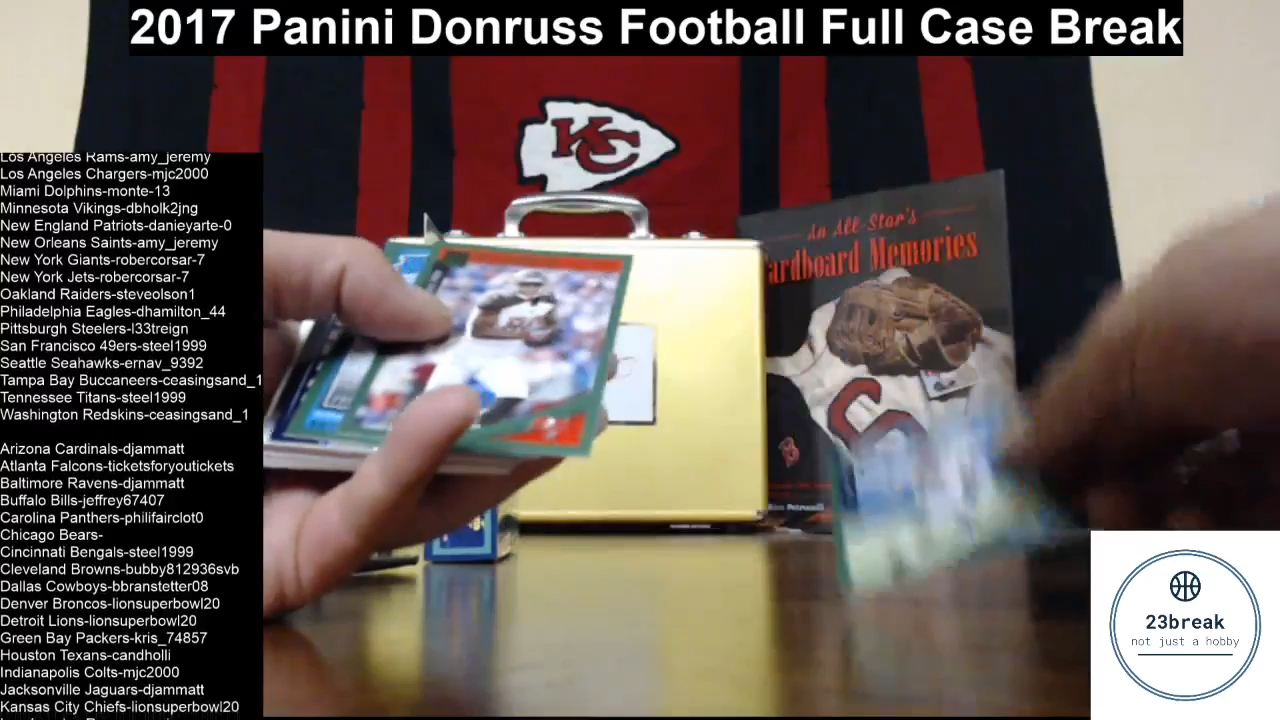 2017 Panini Donruss Football Full Case Break
Los Angeles Rams-amy_jeremy
Los Angeles Chargers-mjc2000
Miami Dolphins-monte-13
Minnesota Vikings-dbholk2jng
New England Patriots-danieyarte-0
New Orleans Saints-amy_jeremy
New York Giants-robercorsar-7
New York Jets-robercorsar-7
Oakland Raiders-steveolson1
Philadelphia Eagles-dhamilton_44
Pittsburgh Steelers-l33treign
San Francisco 49ers-steel1999
Seattle Seahawks-ernav_9392
Tampa Bay Buccaneers-ceasingsand_1
Tennessee Titans-steel1999
Washington Redskins-ceasingsand_1
Arizona Cardinals-djammatt
Atlanta Falcons-ticketsforyoutickets
Baltimore Ravens-djammatt
Buffalo Bills-jeffrey67407
Carolina Panthers-philifairclot0
Chicago Bears-
Cincinnati Bengals-steel1999
Cleveland Browns-bubby812936svb
Dallas Cowboys-bbranstetter08
Denver Broncos-lionsuperbowl20
Detroit Lions-lionsuperbowl20
Green Bay Packers-kris_74857
Houston Texans-candholli
Indianapolis Colts-mjc2000
Jacksonville Jaguars-djammatt
Kansas City Chiefs-lionsuperbowl20
KC
An All-Star's
ardboard Memories
B
23break
not just a hobby